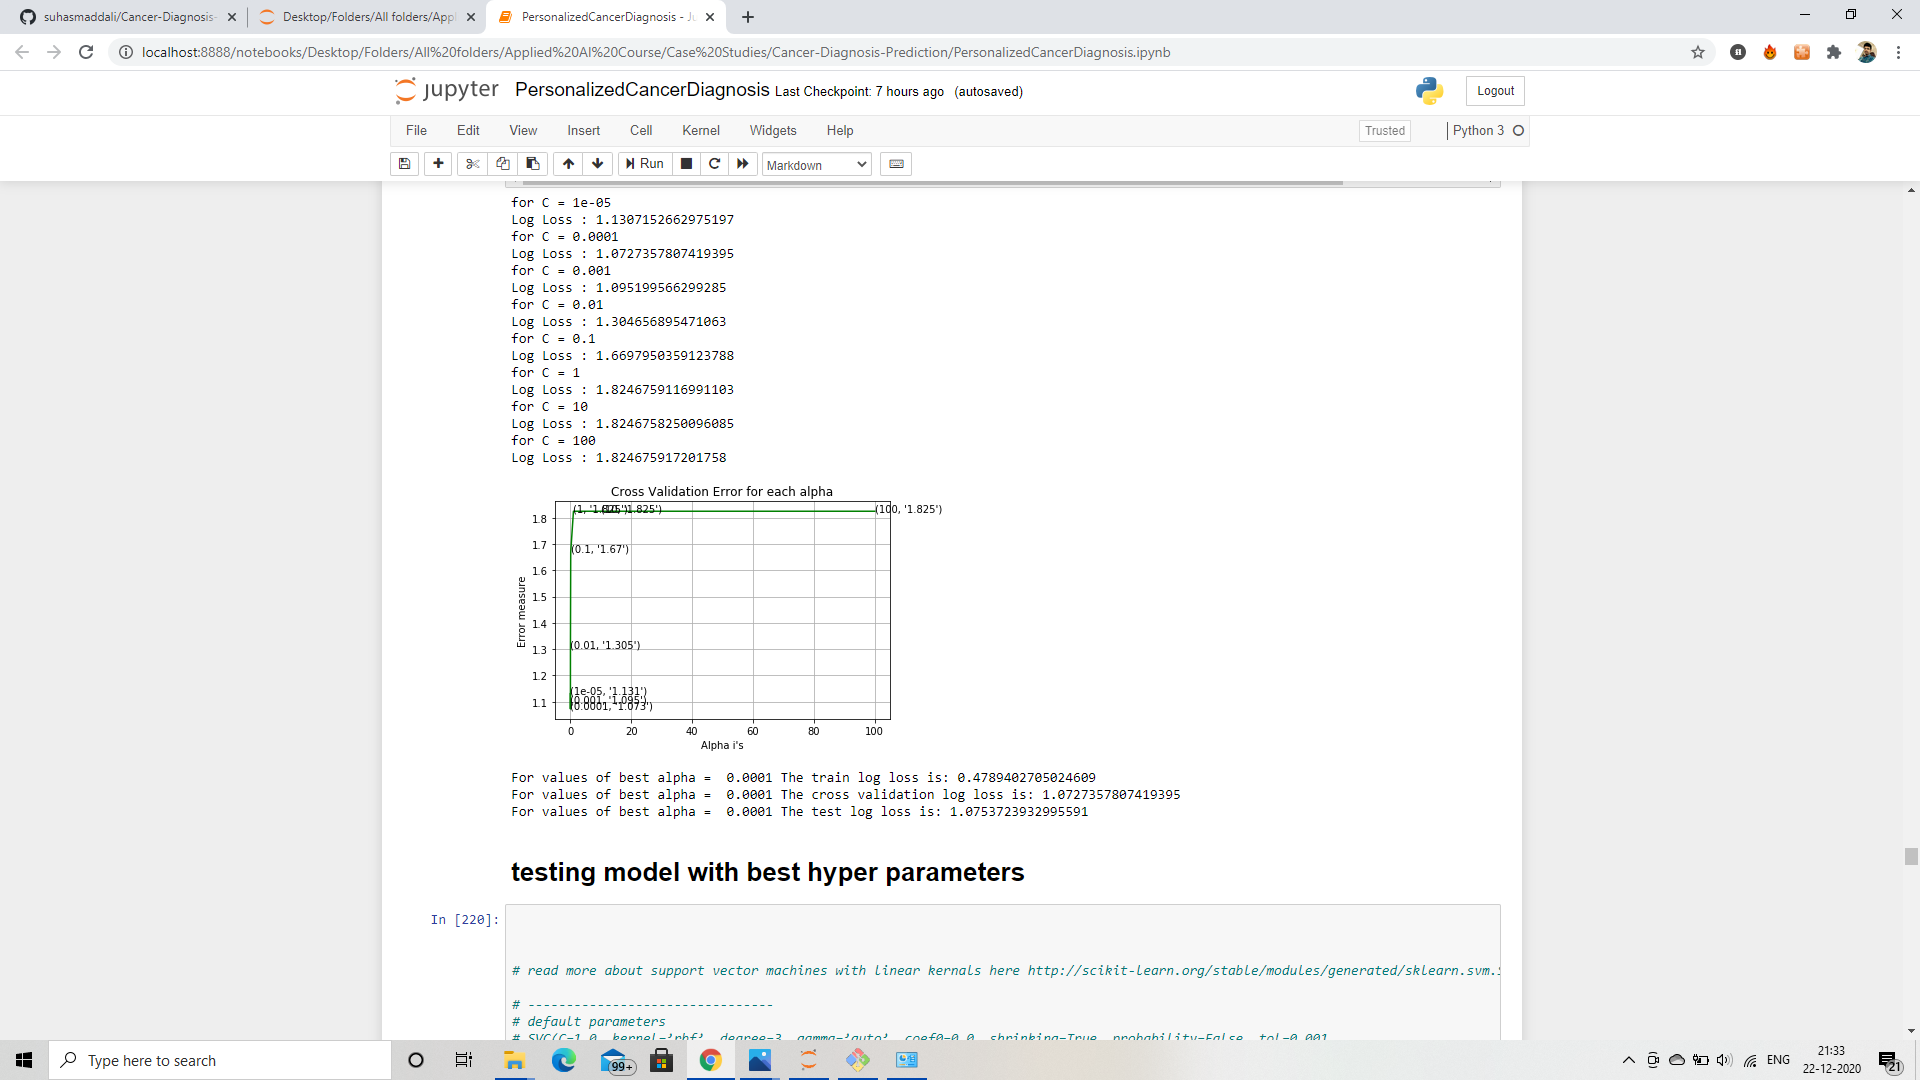 suhasmaddali/Cancer-Diagnosis-
Desktop/Folders/All folders/Appl
PersonalizedCancerDiagnosis - Ju
localhost:8888/notebooks/Desktop/Folders/All%20folders/Applied%20AI%20Course/Case%20Studies/Cancer-Diagnosis-Prediction/PersonalizedCancerDiagnosis.ipynb
jupyter PersonalizedCancerDiagnosis Last Checkpoint: 7 hours ago (autosaved)
Logout
File Edit View Insert Cell Kernel Widgets Help
Trusted
Python 3
Run
Markdown
for C = 1e-05
Log Loss : 1.1307152662975197
for C = 0.0001
Log Loss : 1.0727357807419395
for C = 0.001
Log Loss : 1.095199566299285
for C = 0.01
Log Loss : 1.304656895471063
for C = 0.1
Log Loss : 1.6697950359123788
for C = 1
Log Loss : 1.8246759116991103
for C = 10
Log Loss : 1.8246758250096085
for C = 100
Log Loss : 1.824675917201758
Cross Validation Error for each alpha
(100, '1.825')
1.8
1.7
(0.1, '1.67')
1.6
1.5
1.4
1.3
(0.01, '1.305')
1.2
(1e-05, '1.131')
(0.001, '1.095')
1.1
(0.0001, '1.073')
Error measure
0 20 40 60 80 100
Alpha i's
For values of best alpha =  0.0001 The train log loss is: 0.4789402705024609
For values of best alpha =  0.0001 The cross validation log loss is: 1.0727357807419395
For values of best alpha =  0.0001 The test log loss is: 1.0753723932995591
testing model with best hyper parameters
In [220]:
# read more about support vector machines with linear kernals here http://scikit-learn.org/stable/modules/generated/sklearn.svm.S
# --------------------------------
# default parameters
# SVC(C=1.0, kernel='rbf', degree=3, gamma='auto', coef0=0.0, shrinking=True, probability=False, tol=0.001,
Type here to search
99+
ENG
21:33
22-12-2020
21